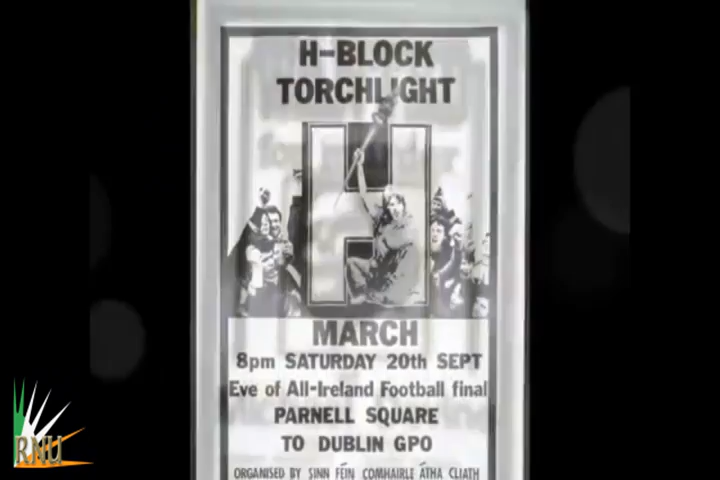 H-BLOCK
TORCHLIGHT
H
MARCH
8pm SATURDAY 20th SEPT
Eve of All-Ireland Football final
PARNELL SQUARE
TO DUBLIN GPO
ORGANISED BY SINN FÉIN COMHAIRLE ÁTHA CLIATH
RNU